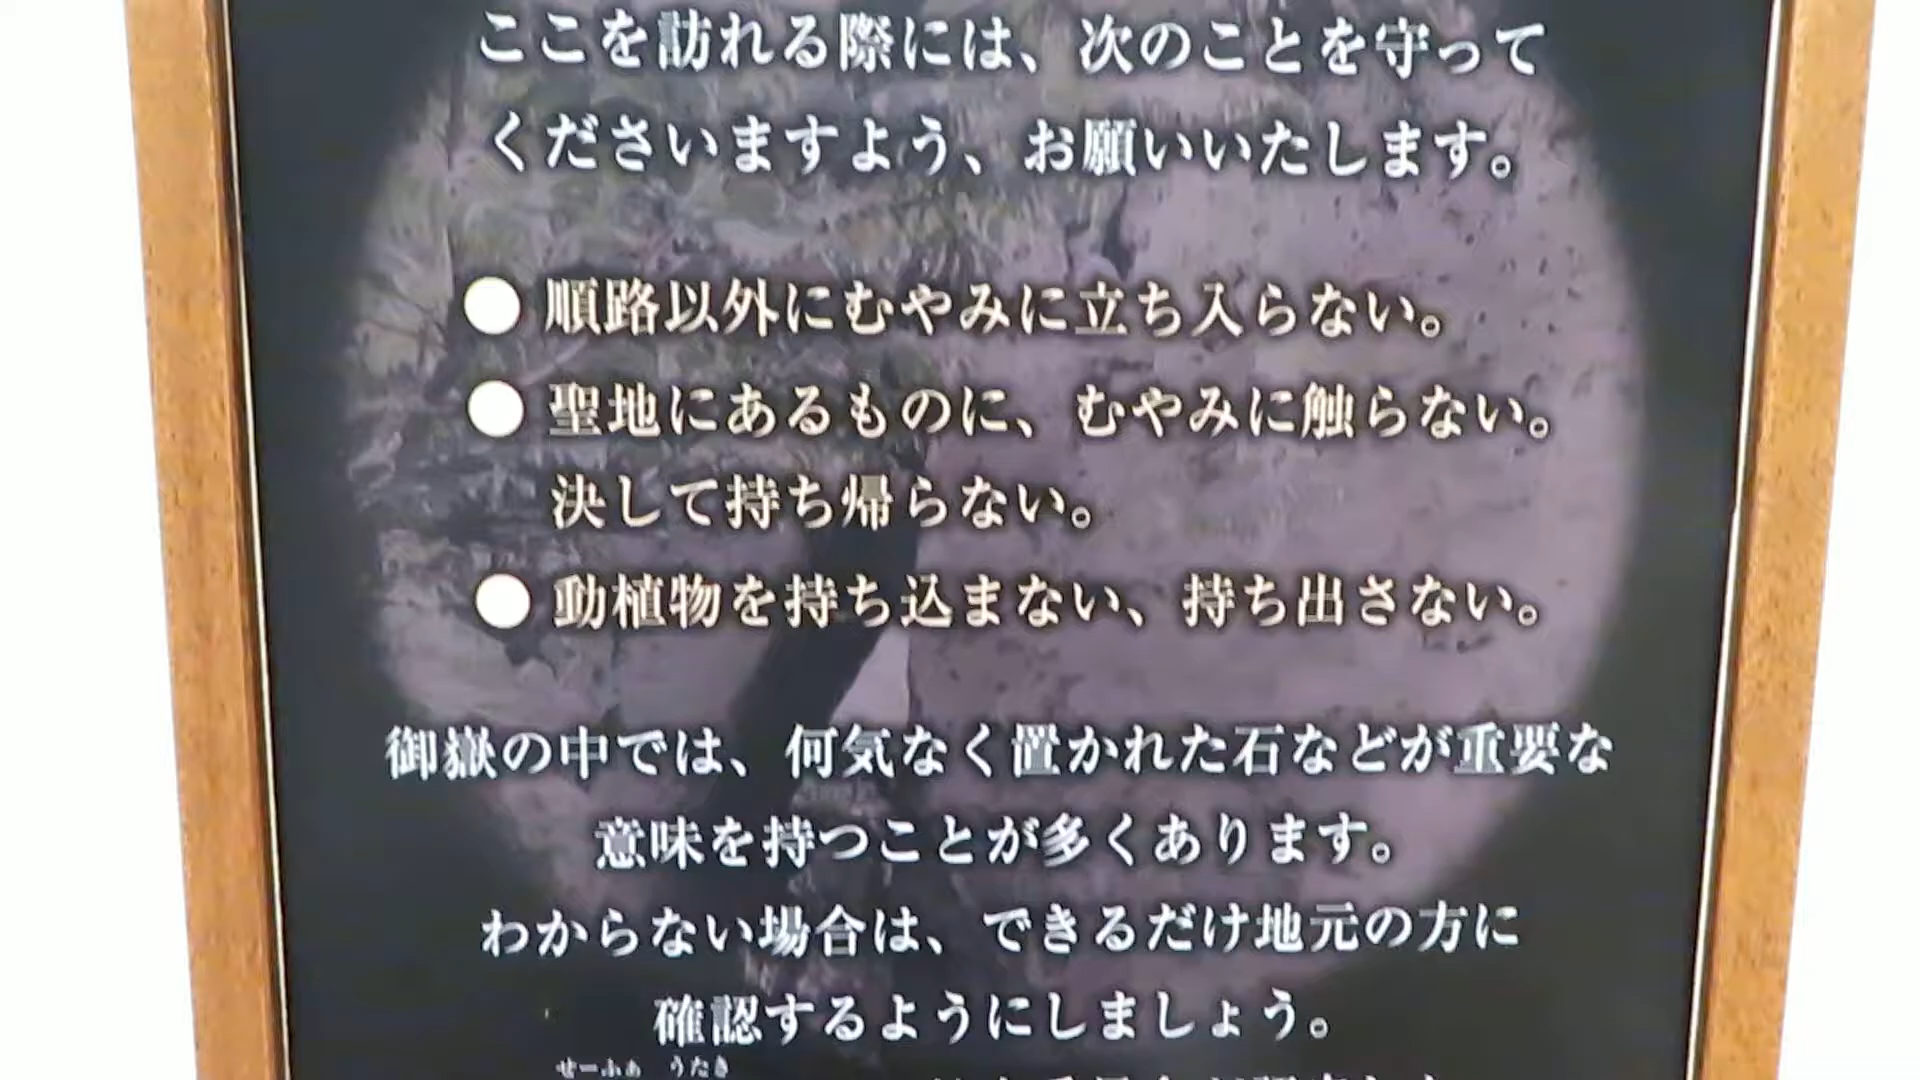 ここを訪れる際には、次のことを守って
くださいますよう、お願いいたします。
●順路以外にむやみに立ち入らない。
●聖地にあるものに、むやみに触らない。
決して持ち帰らない。
●動植物を持ち込まない、持ち出さない。
御嶽の中では、何気なく置かれた石などが重要な
意味を持つことが多くあります。
わからない場合は、できるだけ地元の方に
確認するようにしましょう。
せーふぁ うたき